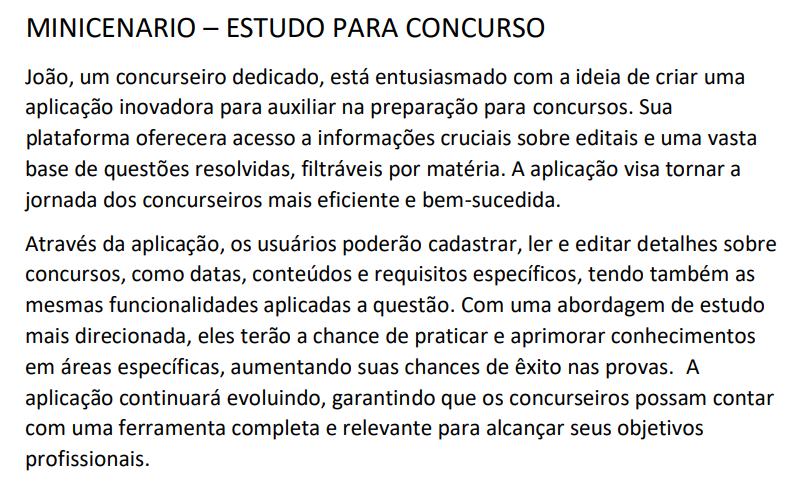 MINICENARIO – ESTUDO PARA CONCURSO
João, um concurseiro dedicado, está entusiasmado com a ideia de criar uma
aplicação inovadora para auxiliar na preparação para concursos. Sua
plataforma oferecera acesso a informações cruciais sobre editais e uma vasta
base de questões resolvidas, filtráveis por matéria. A aplicação visa tornar a
jornada dos concurseiros mais eficiente e bem-sucedida.
Através da aplicação, os usuários poderão cadastrar, ler e editar detalhes sobre
concursos, como datas, conteúdos e requisitos específicos, tendo também as
mesmas funcionalidades aplicadas a questão. Com uma abordagem de estudo
mais direcionada, eles terão a chance de praticar e aprimorar conhecimentos
em áreas específicas, aumentando suas chances de êxito nas provas.  A
aplicação continuará evoluindo, garantindo que os concurseiros possam contar
com uma ferramenta completa e relevante para alcançar seus objetivos
profissionais.